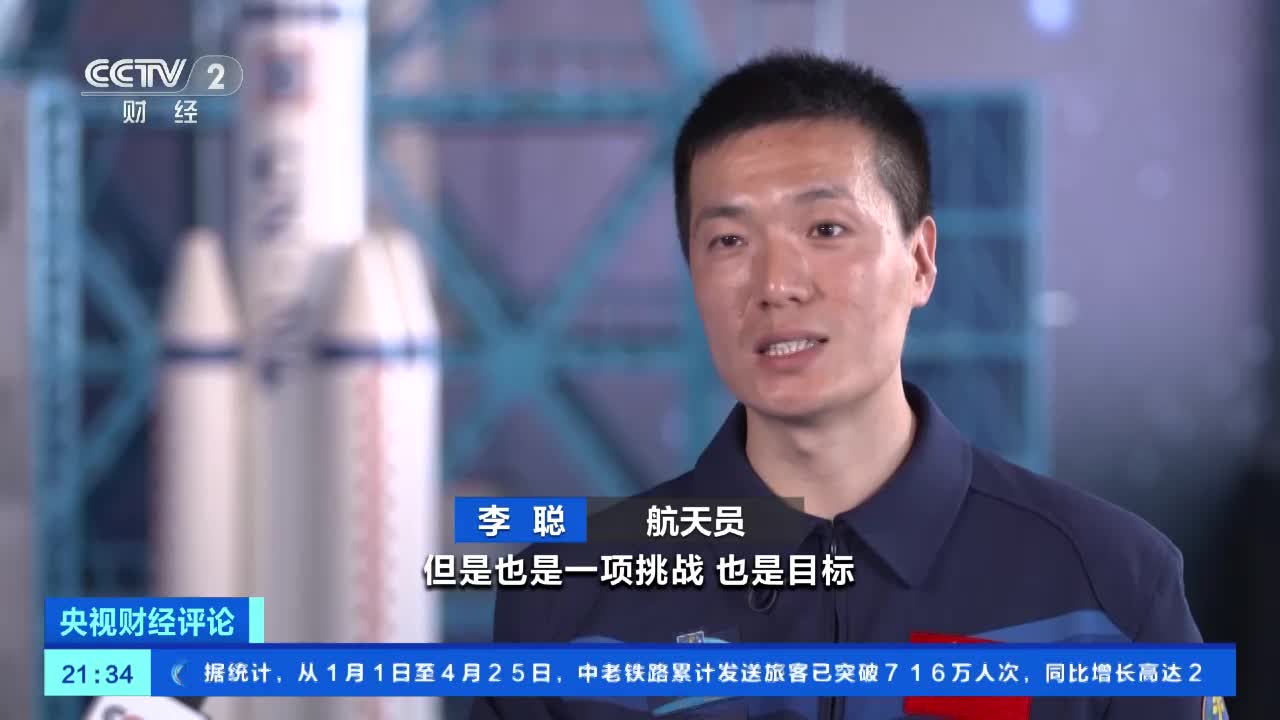 CCTV 2
财 经
李 聪 航天员
但是也是一项挑战 也是目标
央视财经评论
21:34 据统计，从1月1日至4月25日，中老铁路累计发送旅客已突破716万人次，同比增长高达2